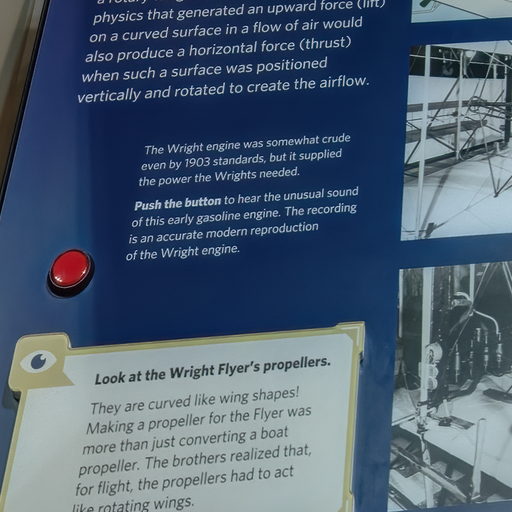 a rotary
physics that generated an upward force (lift)
on a curved surface in a flow of air would
also produce a horizontal force (thrust)
when such a surface was positioned
vertically and rotated to create the airflow.
The Wright engine was somewhat crude
even by 1903 standards, but it supplied
the power the Wrights needed.
Push the button to hear the unusual sound
of this early gasoline engine. The recording
is an accurate modern reproduction
of the Wright engine.
Look at the Wright Flyer's propellers.
They are curved like wing shapes!
Making a propeller for the Flyer was
more than just converting a boat
propeller. The brothers realized that,
for flight, the propellers had to act
like rotating wings.